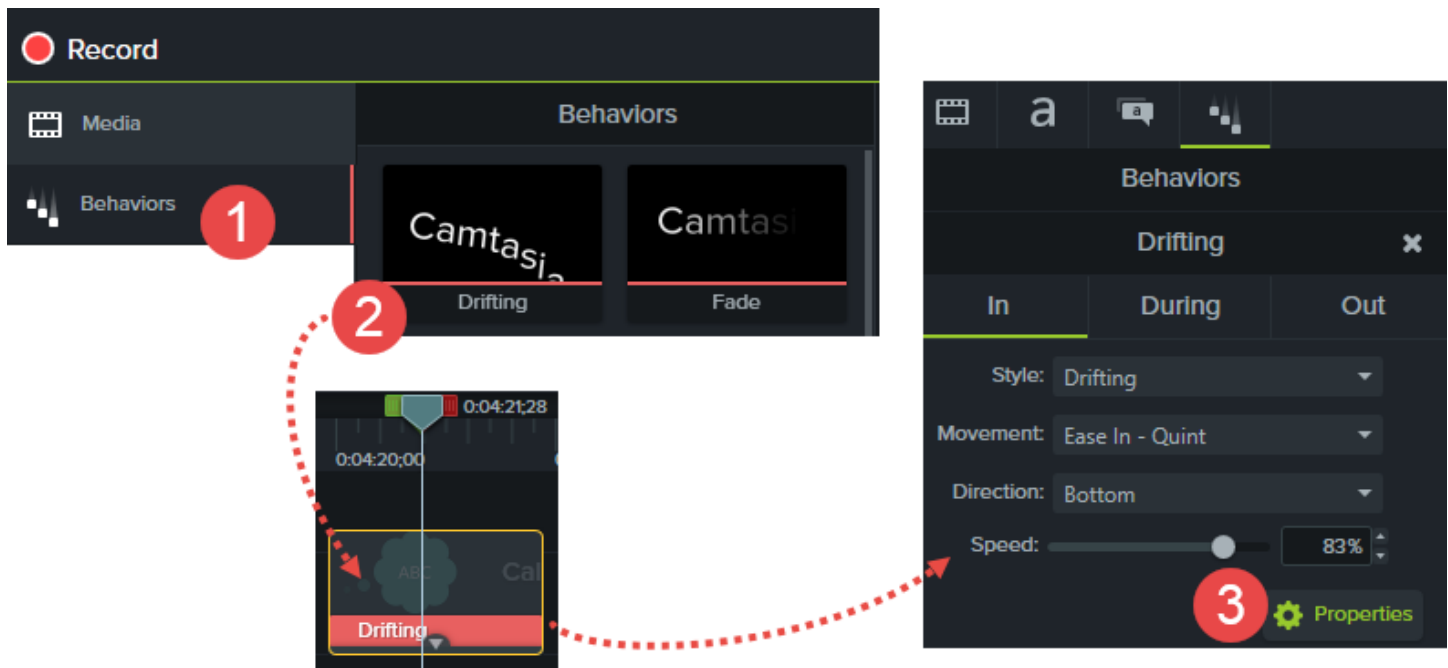 Record
Media
Behaviors
1
Behaviors
Camtasia
Drifting
Camtasi
Fade
2
0:04:21;28
0:04:20;00
ABC
Cal
Drifting
a
a
Behaviors
Drifting
In During Out
Style: Drifting
Movement: Ease In - Quint
Direction: Bottom
Speed: 83%
3
Properties